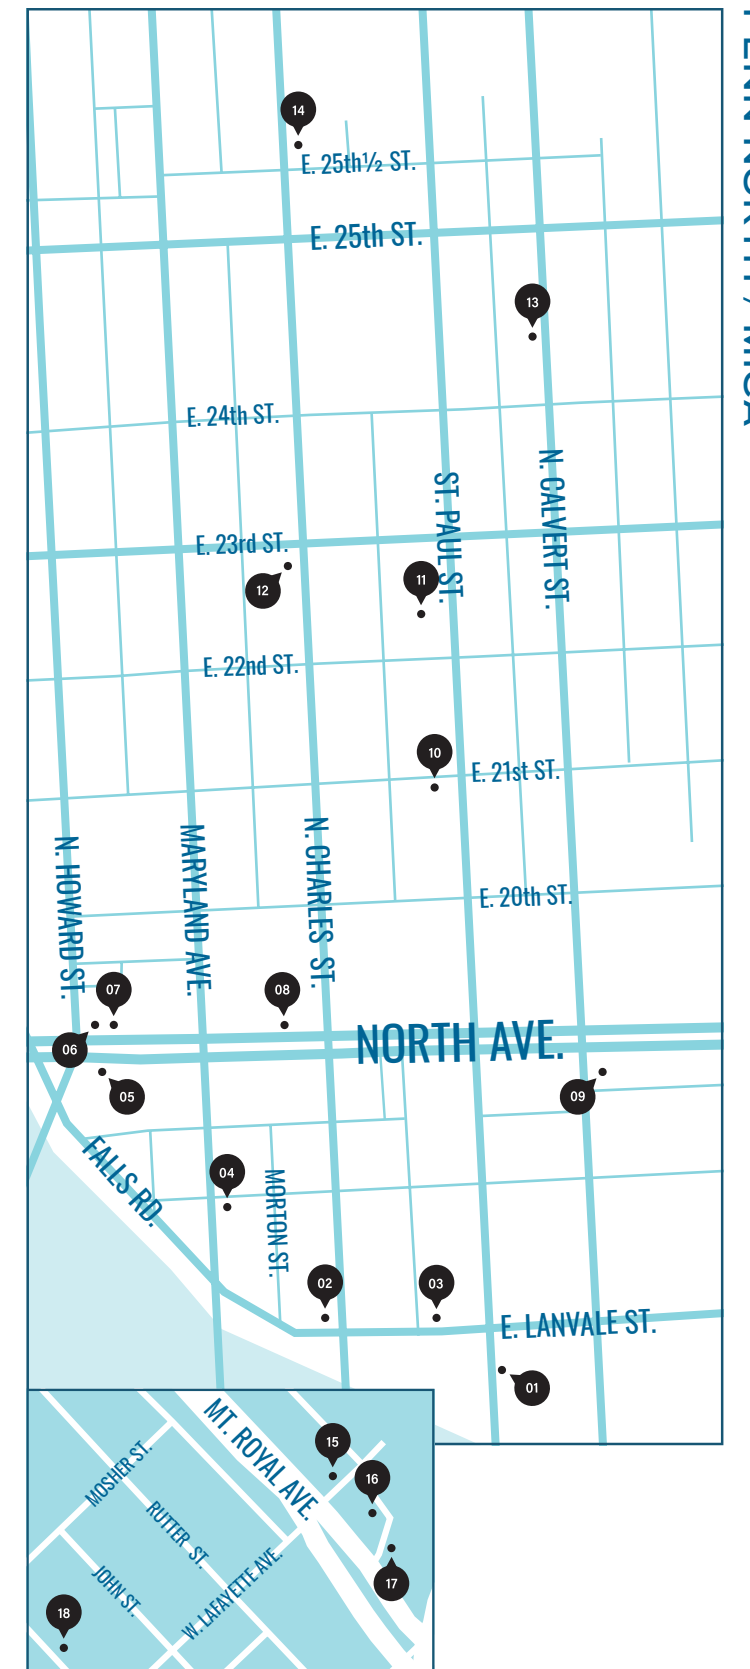 14
E. 25th½ ST.
E. 25th ST.
13
E. 24th ST.
ST. PAUL ST.
N. CALVERT ST.
E. 23rd ST.
12
11
E. 22nd ST.
10
E. 21st ST.
N. HOWARD ST.
MARYLAND AVE.
N. CHARLES ST.
E. 20th ST.
07
08
06
NORTH AVE.
05
09
FALLS RD.
04
MORTON ST.
02
03
E. LANVALE ST.
01
MT. ROYAL AVE.
MOSHER ST.
15
16
RUTTER ST.
W. LAFAYETTE AVE.
JOHN ST.
17
18